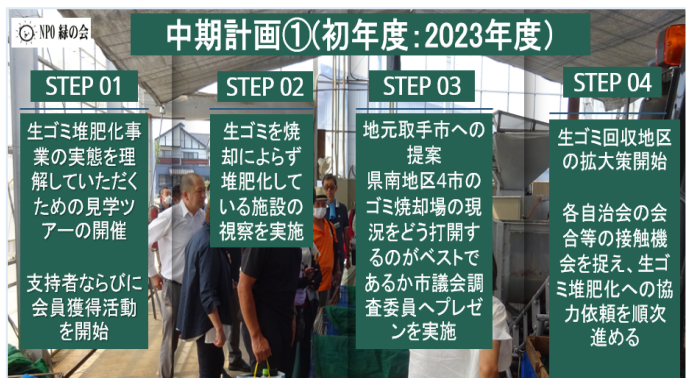 NPO 緑の会
中期計画①(初年度:2023年度)
STEP 01
生ゴミ堆肥化事
業の実態を理
解していただく
ための見学ツ
アーの開催
支持者ならびに
会員獲得活動
を開始
STEP 02
生ゴミを焼
却によらず
堆肥化して
いる施設の
視察を実施
STEP 03
地元取手市への
提案
県南地区4市の
ゴミ焼却場の現
況をどう打開す
るのがベストで
あるか市議会調
査委員へプレゼ
ンを実施
STEP 04
生ゴミ回収地区
の拡大策開始
各自治会の会
合等の接触機
会を捉え、生ゴ
ミ堆肥化への協
力依頼を順次
進める